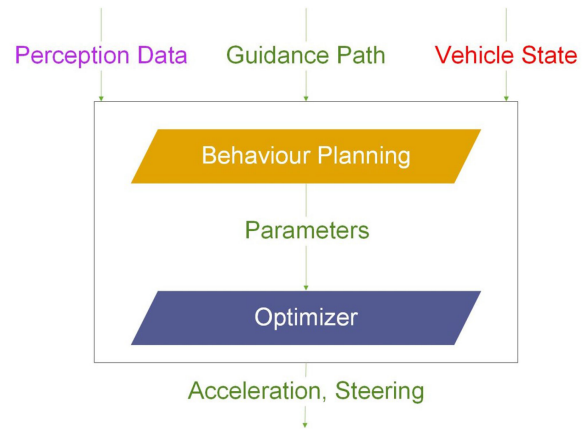 Perception Data
Guidance Path
Vehicle State
Behaviour Planning
Parameters
Optimizer
Acceleration, Steering